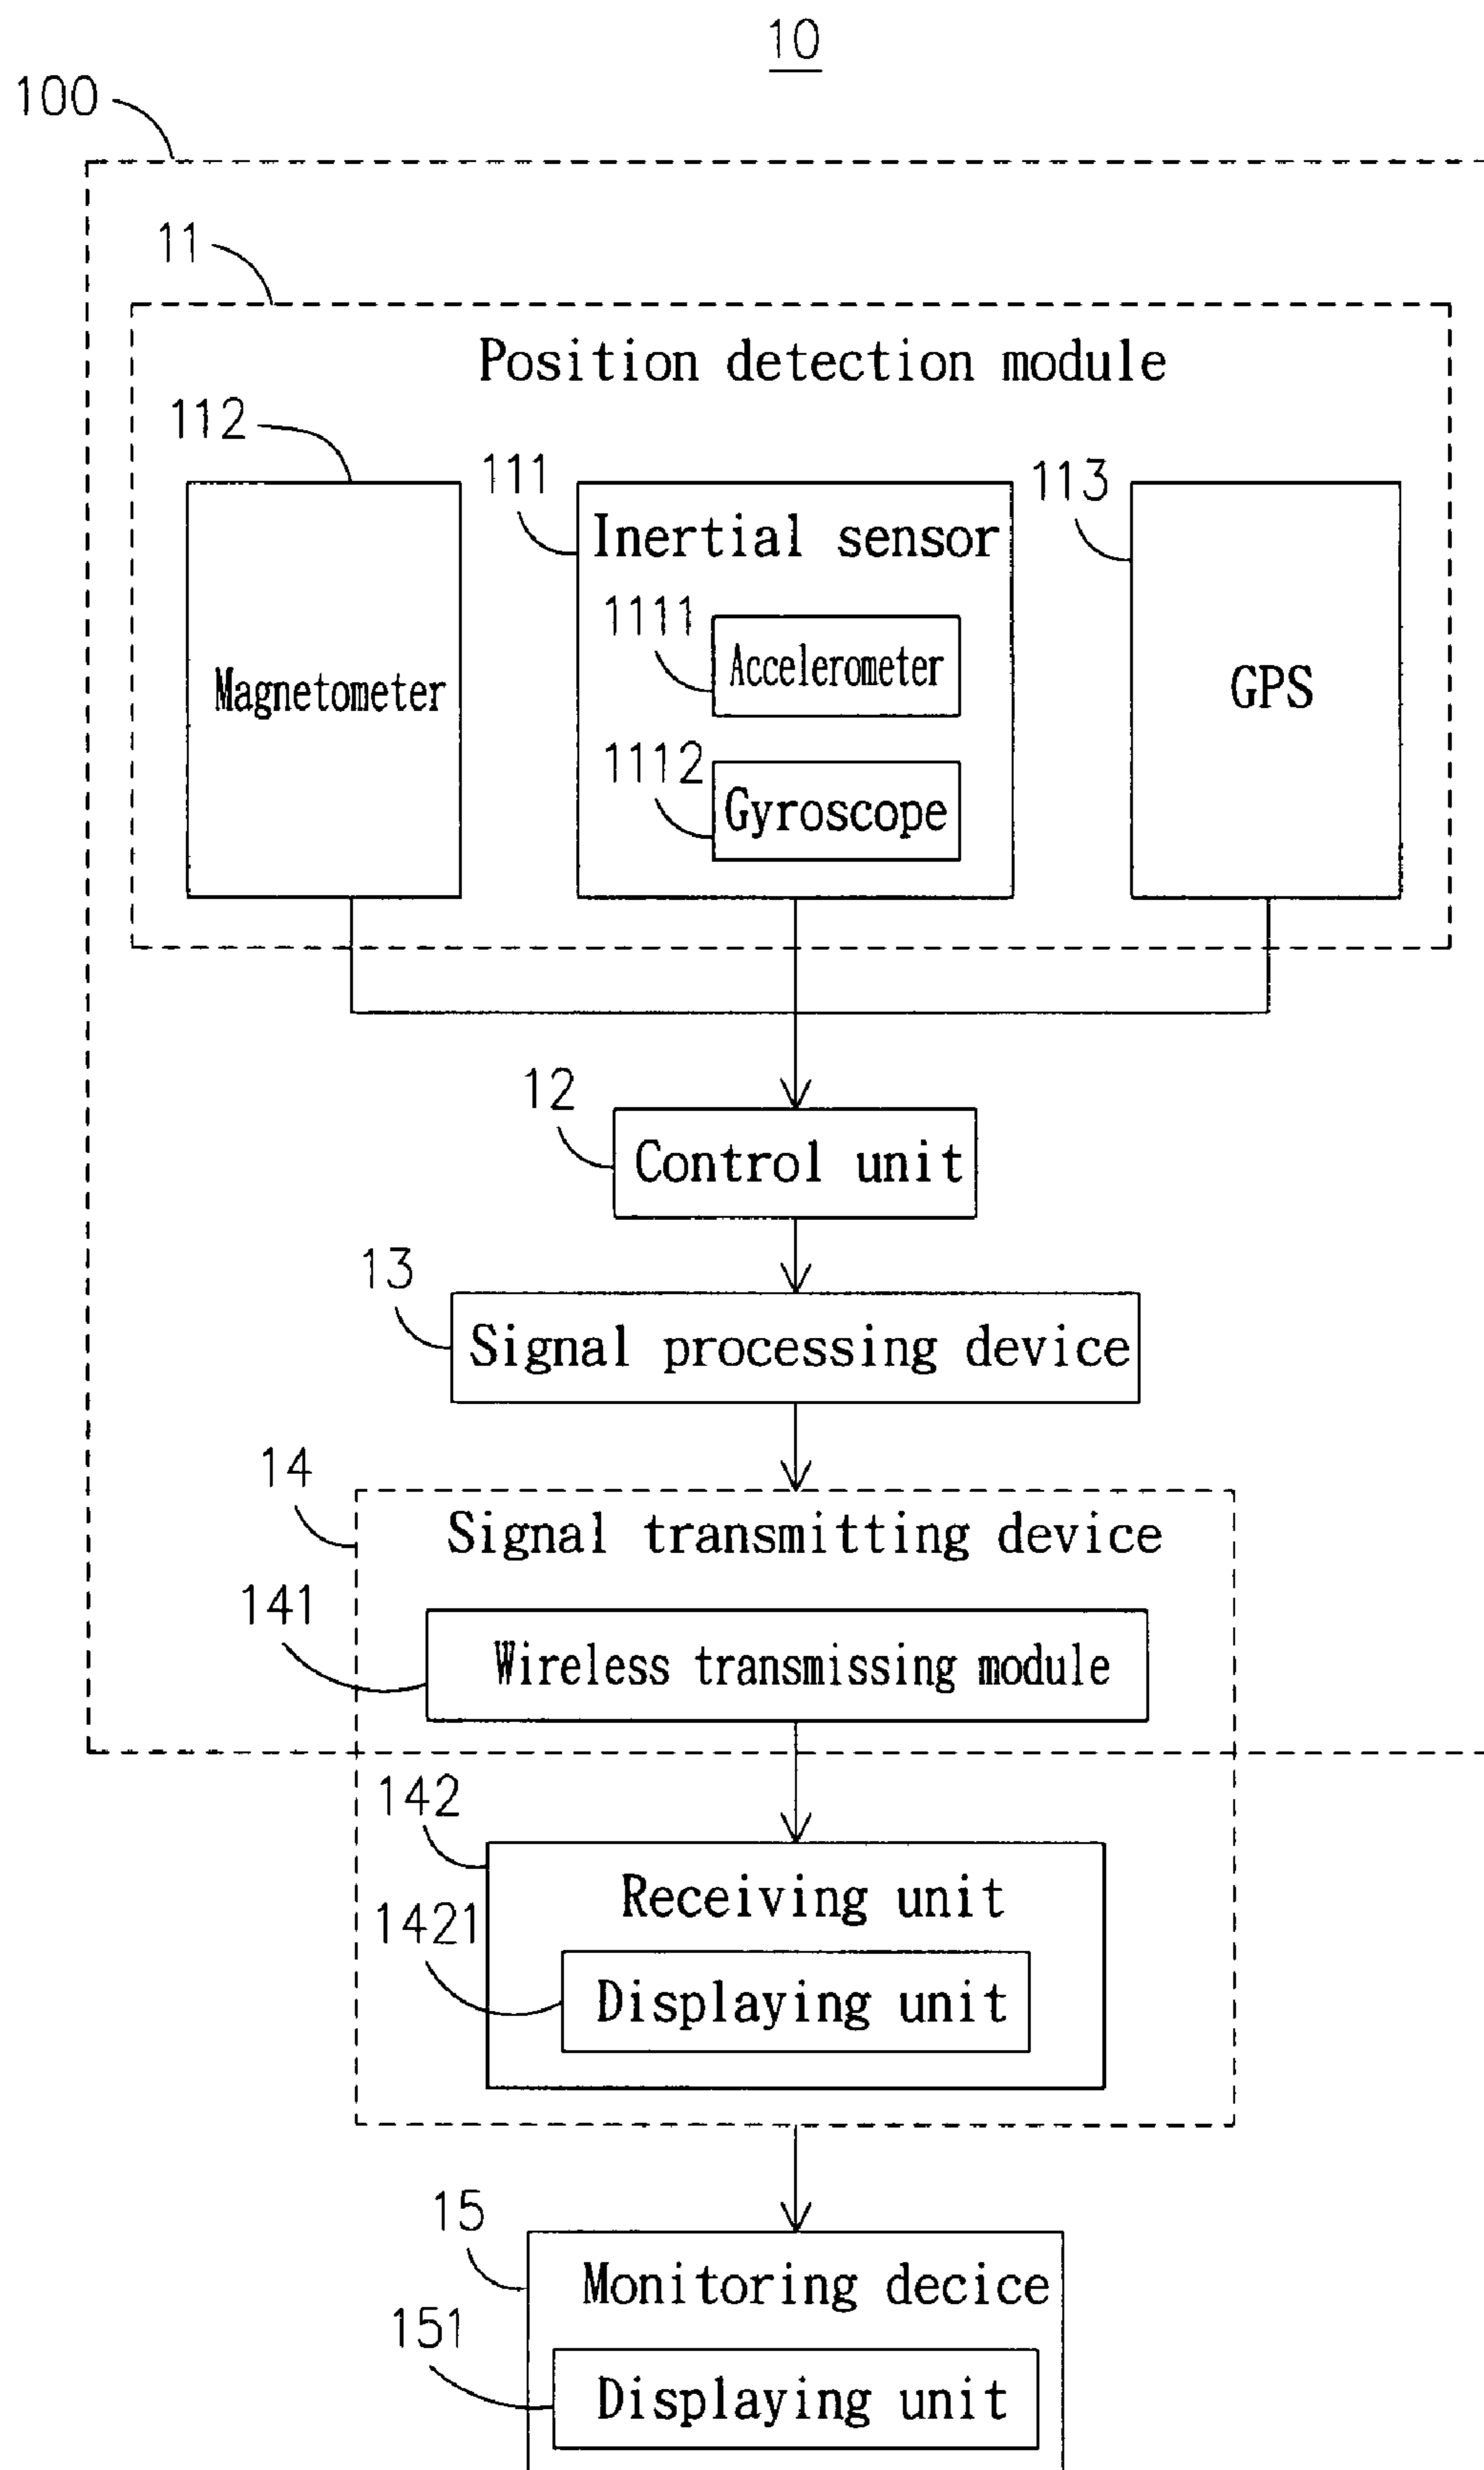 10
100
11
Position detection module
112
111
113
Inertial sensor
1111
Accelerometer
Magnetometer
GPS
1112
Gyroscope
12
Control unit
13
Signal processing device
14
Signal transmitting device
141
Wireless transmissing module
142
Receiving unit
1421
Displaying unit
15
Monitoring decice
151
Displaying unit